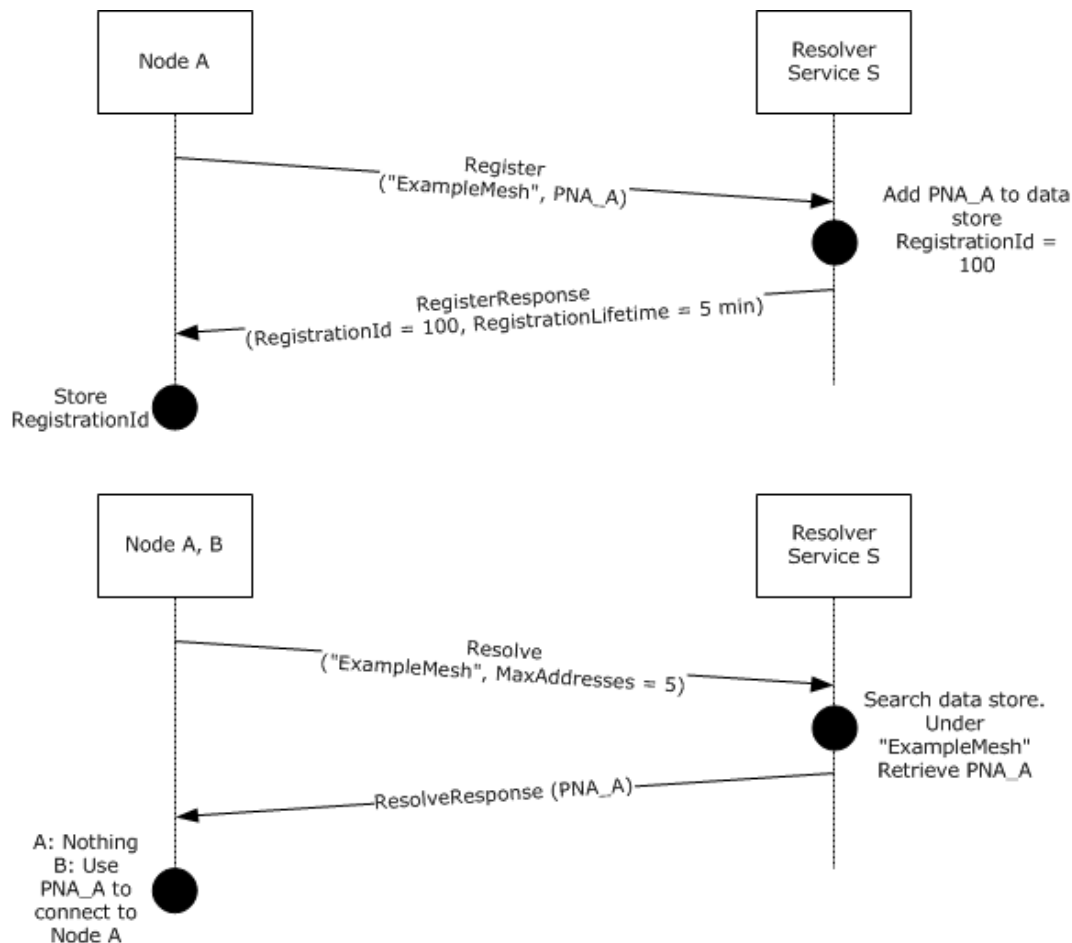 Node A
Resolver
Service S
Register
("ExampleMesh", PNA_A)
Add PNA_A to data
store
RegistrationId =
100
RegisterResponse
(RegistrationId = 100, RegistrationLifetime = 5 min)
Store
RegistrationId
Node A, B
Resolver
Service S
Resolve
("ExampleMesh", MaxAddresses = 5)
Search data store.
Under
"ExampleMesh"
Retrieve PNA_A
ResolveResponse (PNA_A)
A: Nothing
B: Use
PNA_A to
connect to
Node A